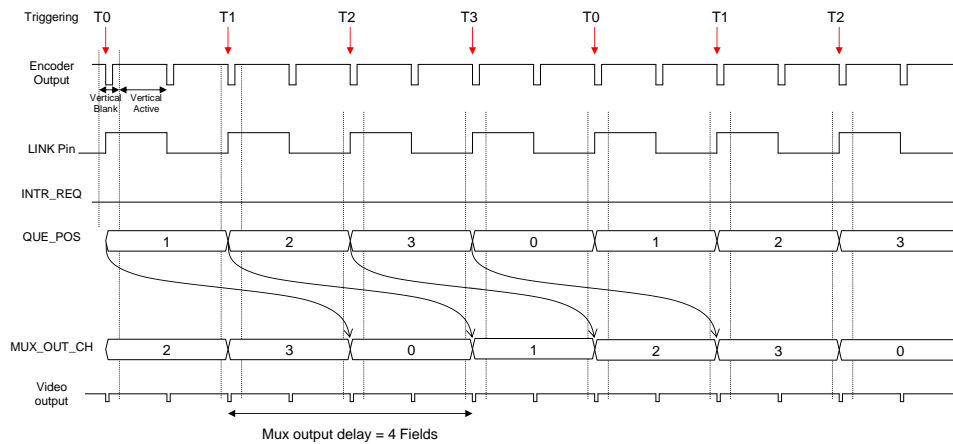 Triggering T0 T1 T2 T3 T0 T1 T2
Encoder
Output
Vertical
Blank
Vertical
Active
LINK Pin
INTR_REQ
QUE_POS 1 2 3 0 1 2 3
MUX_OUT_CH 2 3 0 1 2 3 0
Video
output
Mux output delay = 4 Fields